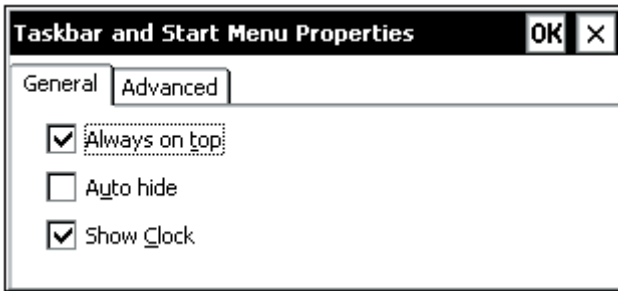 Taskbar and Start Menu Properties OK ×
General Advanced
Always on top
Auto hide
Show Clock